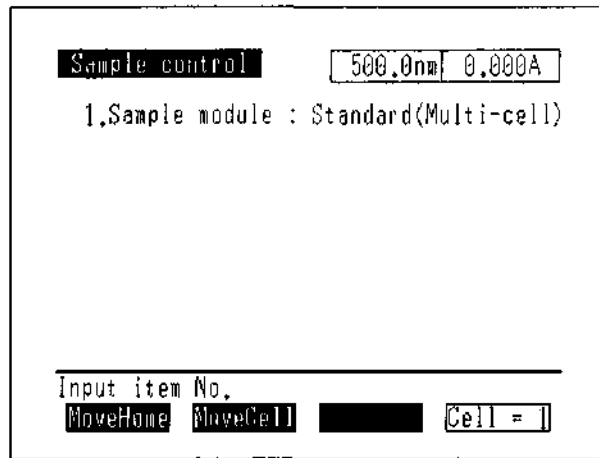 Sample control 500.0nm 0.000A
1.Sample module : Standard(Multi-cell)
Input item No.
MoveHome MoveCell Cell = 1